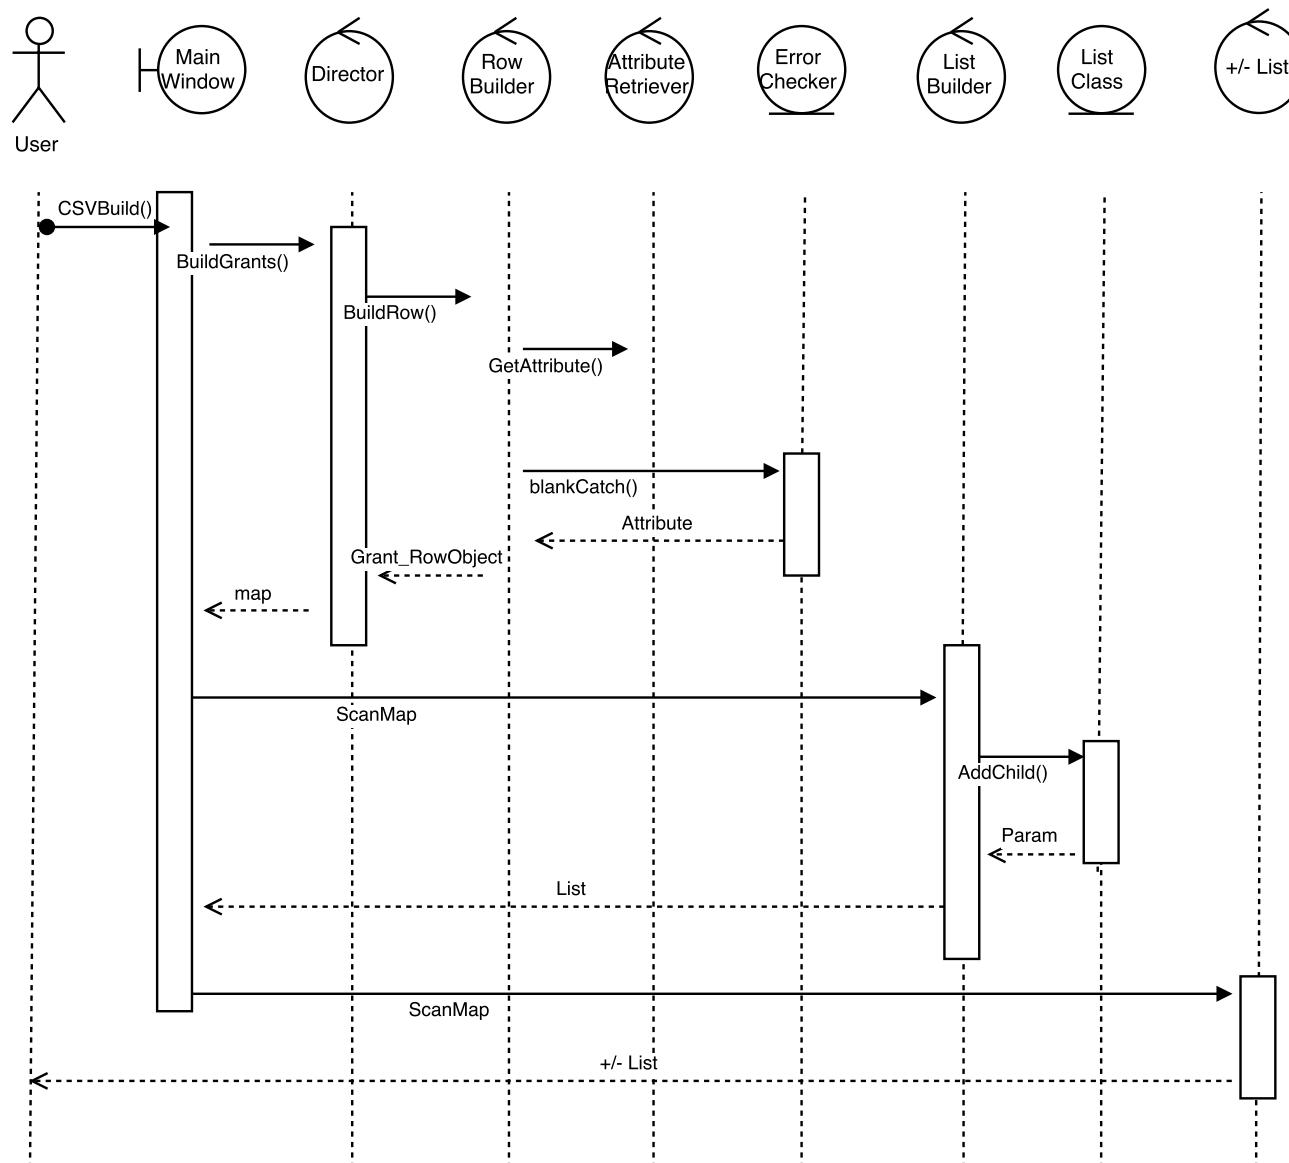 User
Main
Window
Director
Row
Builder
Attribute
Retriever
Error
Checker
List
Builder
List
Class
+/- List
CSVBuild()
BuildGrants()
BuildRow()
GetAttribute()
blankCatch()
Attribute
Grant_RowObject
map
ScanMap
AddChild()
Param
List
ScanMap
+/- List